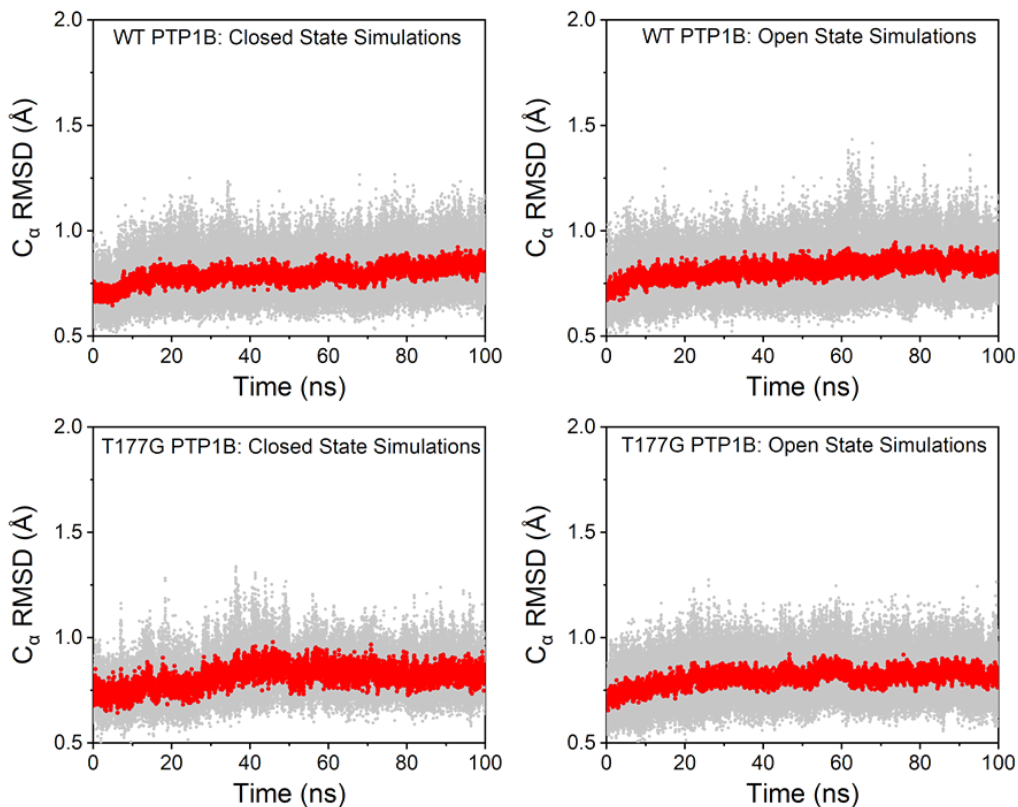 WT PTP1B: Closed State Simulations
2.0
1.5
1.0
0.5
Cα RMSD (Å)
0 20 40 60 80 100
Time (ns)
WT PTP1B: Open State Simulations
2.0
1.5
1.0
0.5
Cα RMSD (Å)
0 20 40 60 80 100
Time (ns)
T177G PTP1B: Closed State Simulations
2.0
1.5
1.0
0.5
Cα RMSD (Å)
0 20 40 60 80 100
Time (ns)
T177G PTP1B: Open State Simulations
2.0
1.5
1.0
0.5
Cα RMSD (Å)
0 20 40 60 80 100
Time (ns)